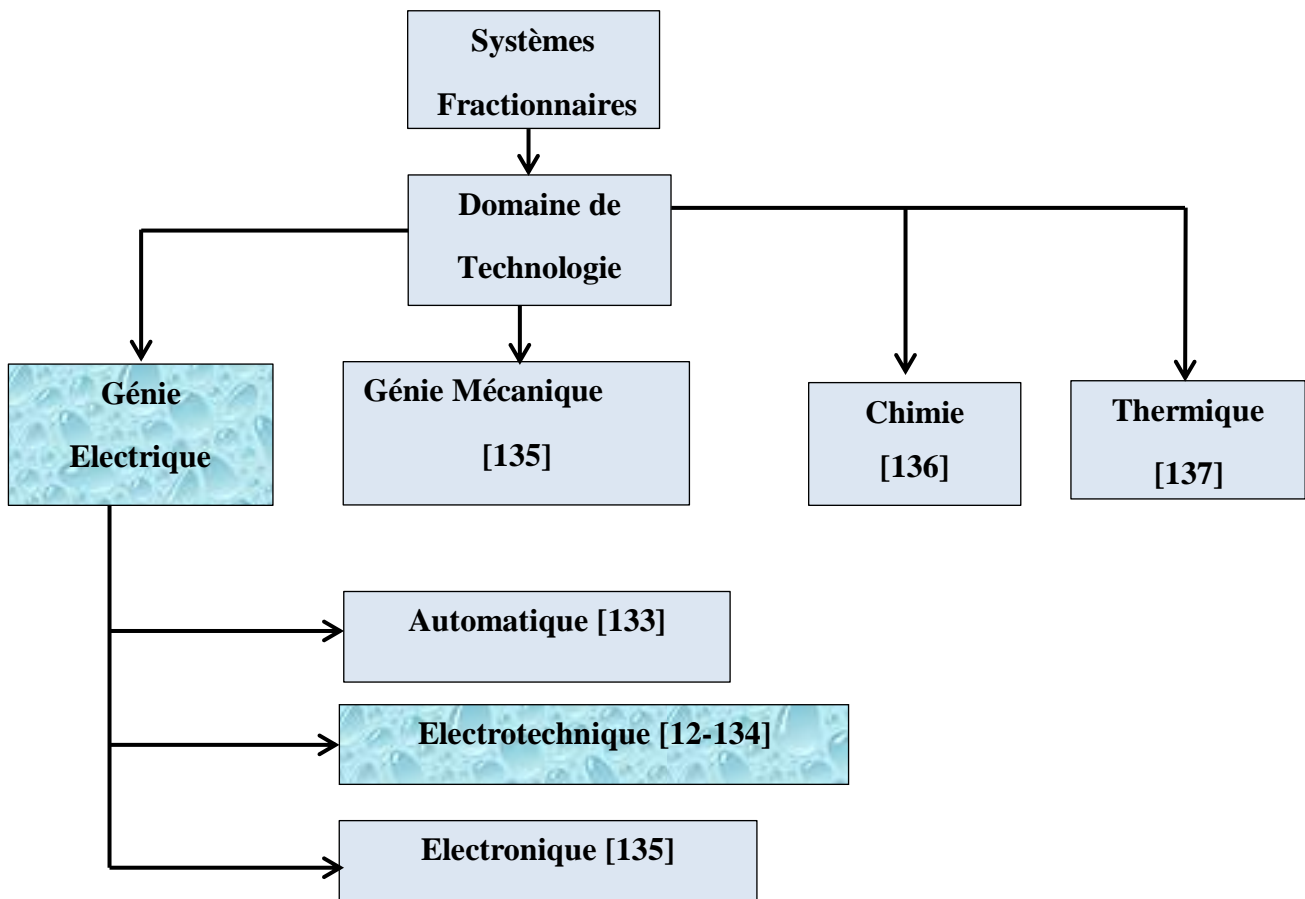 Systèmes
Fractionnaires
Domaine de
Technologie
Génie
Electrique
Génie Mécanique
[135]
Chimie
[136]
Thermique
[137]
Automatique [133]
Electrotechnique [12-134]
Electronique [135]